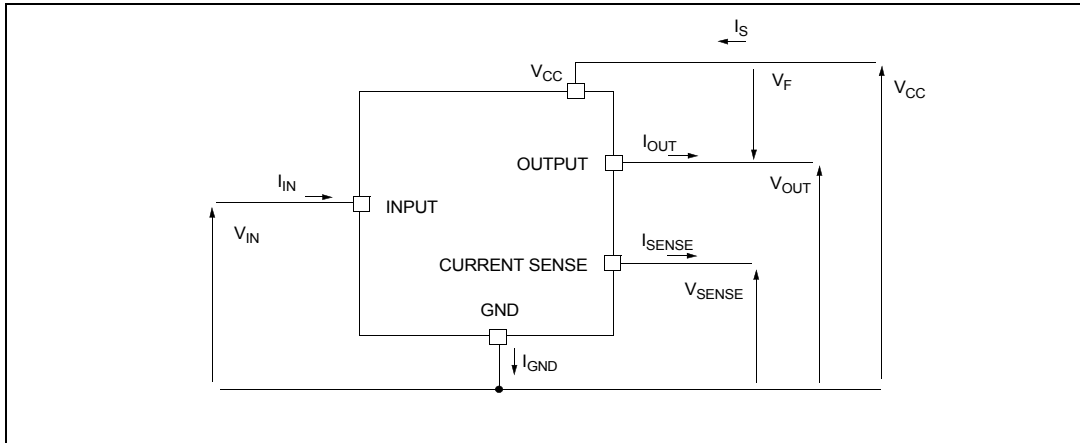 I_S
V_CC
V_F
V_CC
I_OUT
OUTPUT
V_OUT
I_IN
INPUT
V_IN
I_SENSE
CURRENT SENSE
V_SENSE
GND
I_GND